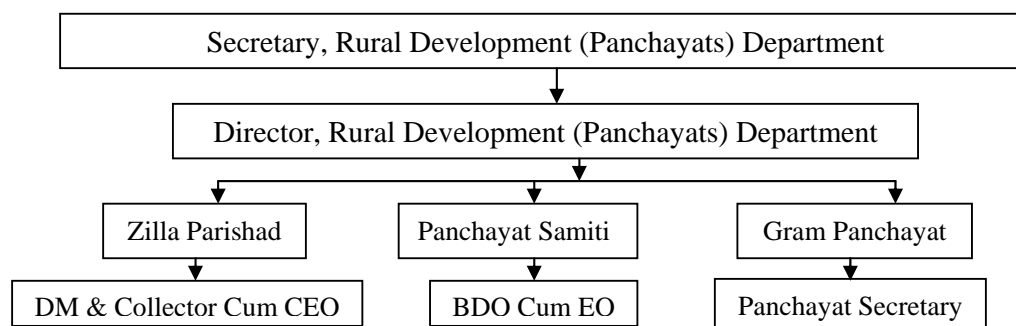 Secretary, Rural Development (Panchayats) Department
Director, Rural Development (Panchayats) Department
Zilla Parishad
Panchayat Samiti
Gram Panchayat
DM & Collector Cum CEO
BDO Cum EO
Panchayat Secretary